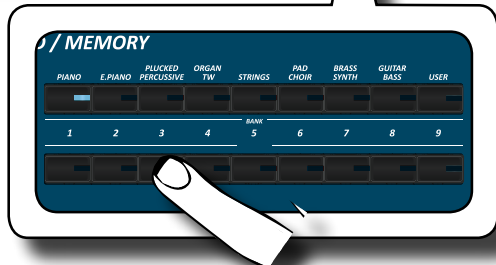 / MEMORY
PIANO E.PIANO PLUCKED PERCUSSIVE ORGAN TW STRINGS PAD CHOIR BRASS SYNTH GUITAR BASS USER
BANK
1 2 3 4 5 6 7 8 9